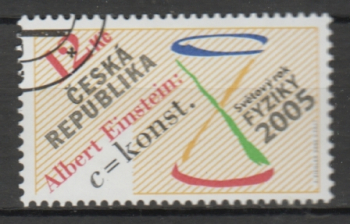 12 Kč
ČESKÁ
REPUBLIKA
Albert Einstein:
c = konst.
Světový rok
FYZIKY
2005